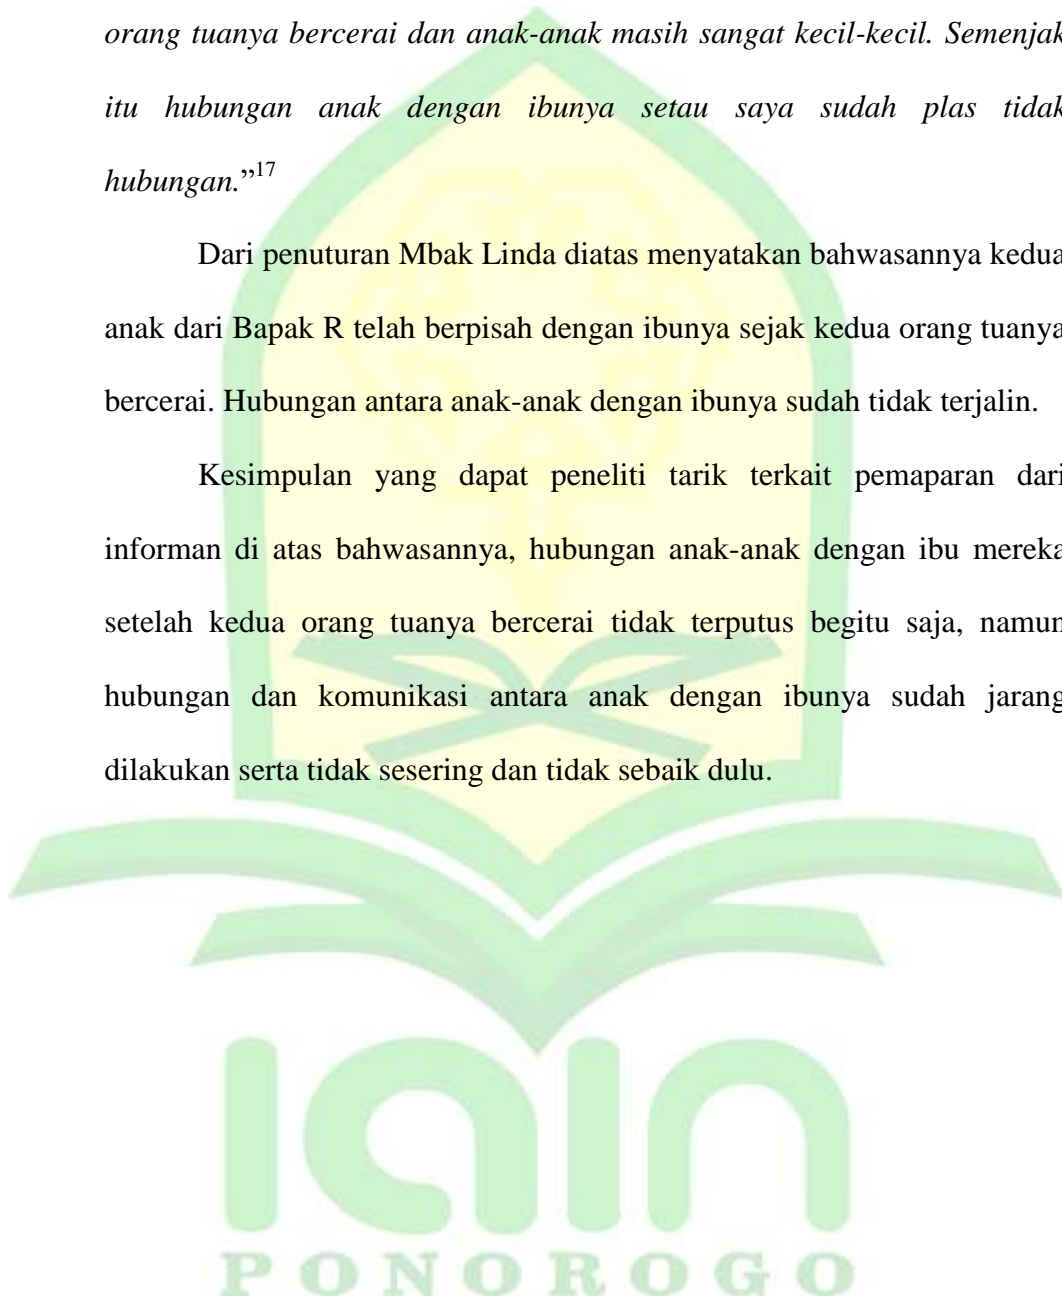 orang tuanya bercerai dan anak-anak masih sangat kecil-kecil. Semenjak
itu hubungan anak dengan ibunya setau saya sudah plas tidak
hubungan.”17
Dari penuturan Mbak Linda diatas menyatakan bahwasannya kedua
anak dari Bapak R telah berpisah dengan ibunya sejak kedua orang tuanya
bercerai. Hubungan antara anak-anak dengan ibunya sudah tidak terjalin.
Kesimpulan yang dapat peneliti tarik terkait pemaparan dari
informan di atas bahwasannya, hubungan anak-anak dengan ibu mereka
setelah kedua orang tuanya bercerai tidak terputus begitu saja, namun
hubungan dan komunikasi antara anak dengan ibunya sudah jarang
dilakukan serta tidak sesering dan tidak sebaik dulu.
IAIN
PONOROGO